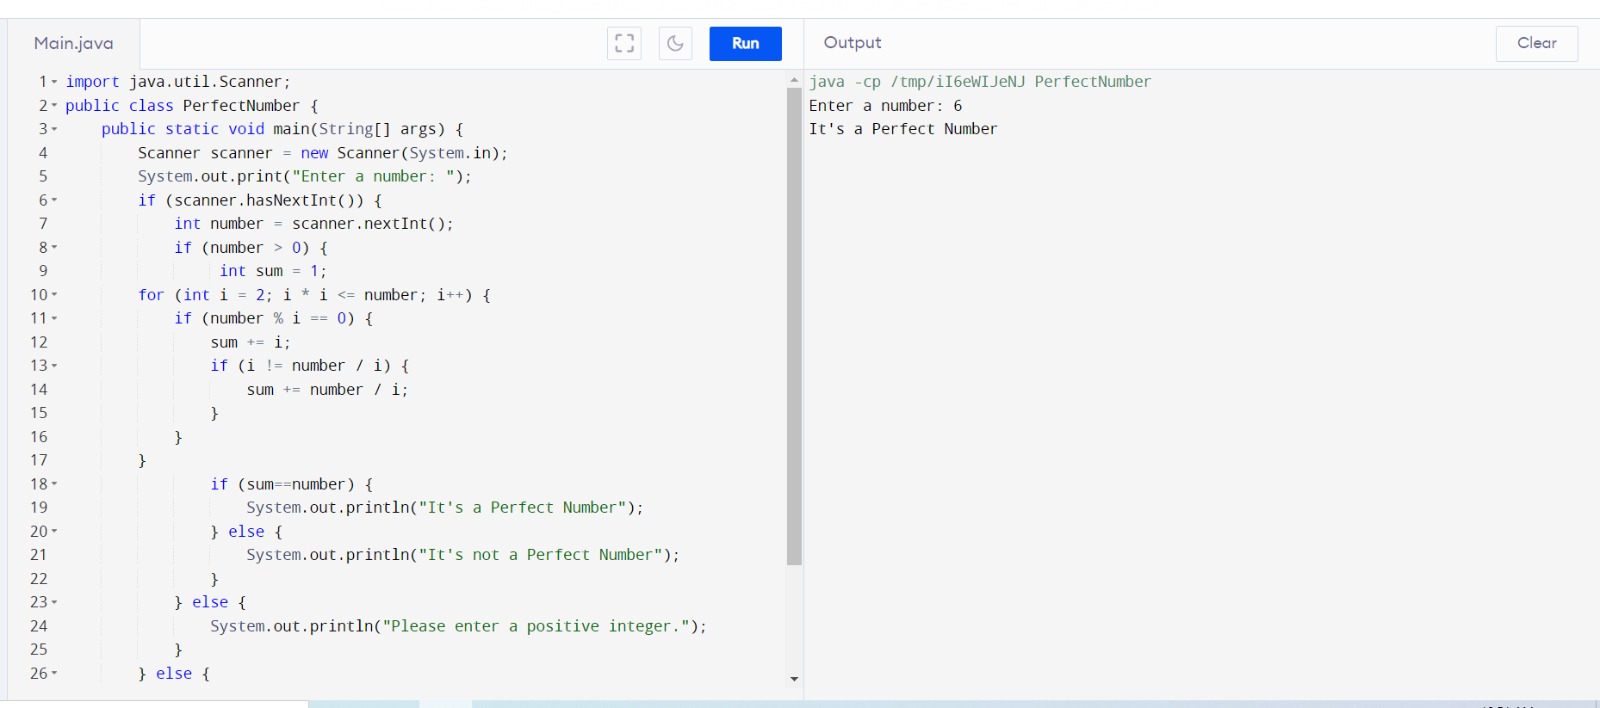 Main.java
Run
Output
Clear
1 import java.util.Scanner;
2 public class PerfectNumber {
3     public static void main(String[] args) {
4         Scanner scanner = new Scanner(System.in);
5         System.out.print("Enter a number: ");
6         if (scanner.hasNextInt()) {
7             int number = scanner.nextInt();
8             if (number > 0) {
9                  int sum = 1;
10         for (int i = 2; i * i <= number; i++) {
11             if (number % i == 0) {
12                 sum += i;
13                 if (i != number / i) {
14                     sum += number / i;
15                 }
16             }
17         }
18                 if (sum==number) {
19                     System.out.println("It's a Perfect Number");
20                 } else {
21                     System.out.println("It's not a Perfect Number");
22                 }
23             } else {
24                 System.out.println("Please enter a positive integer.");
25             }
26         } else {
java -cp /tmp/iI6eWIJeNJ PerfectNumber
Enter a number: 6
It's a Perfect Number